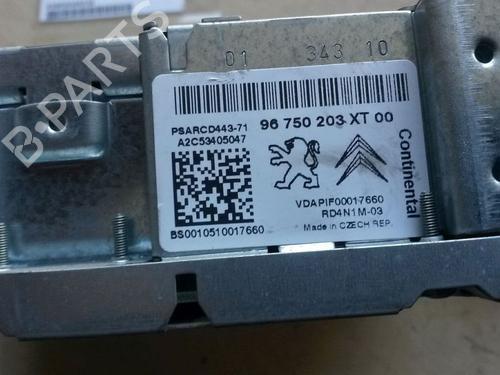 01 343 10
PSARCD443-71
A2C53405047
96 750 203 XT 00
Continental
VDAPIF00017660
RD4N1M-03
BS0010510017660
Made in CZECH REP.
B-PARTS